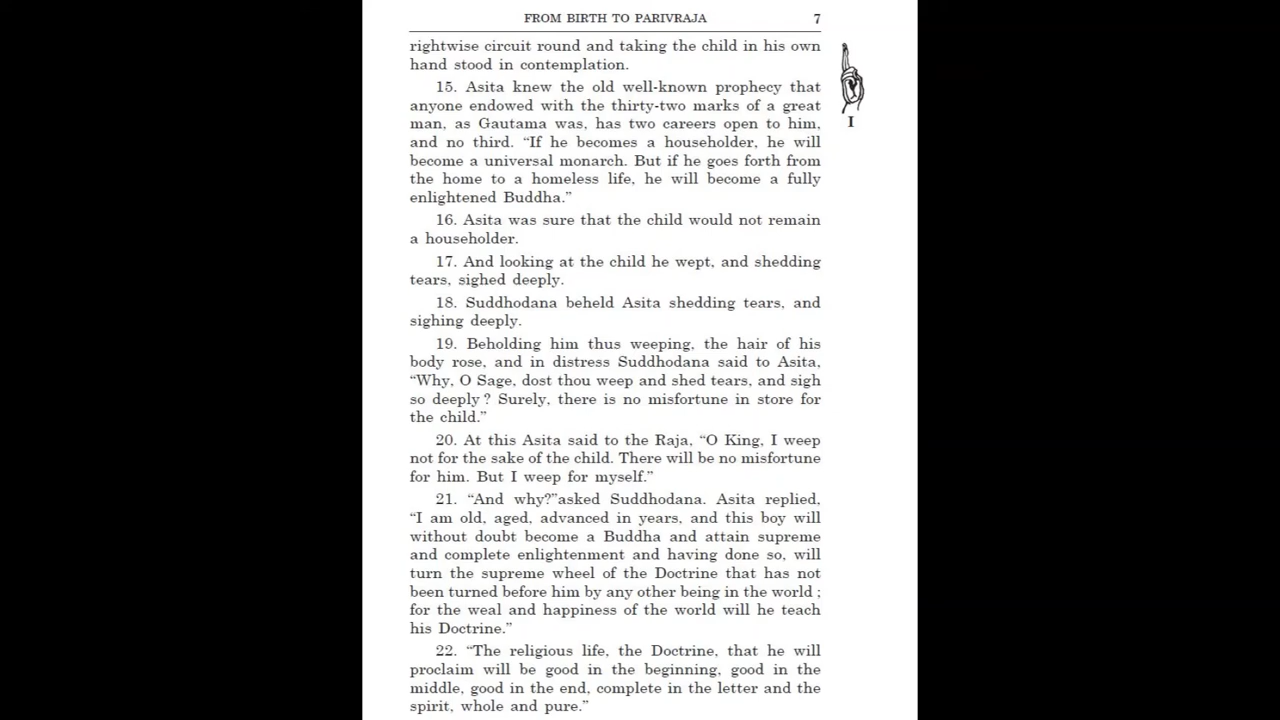 FROM BIRTH TO PARIVRAJA 7
rightwise circuit round and taking the child in his own
hand stood in contemplation.
I
15. Asita knew the old well-known prophecy that
anyone endowed with the thirty-two marks of a great
man, as Gautama was, has two careers open to him,
and no third. “If he becomes a householder, he will
become a universal monarch. But if he goes forth from
the home to a homeless life, he will become a fully
enlightened Buddha.”
16. Asita was sure that the child would not remain
a householder.
17. And looking at the child he wept, and shedding
tears, sighed deeply.
18. Suddhodana beheld Asita shedding tears, and
sighing deeply.
19. Beholding him thus weeping, the hair of his
body rose, and in distress Suddhodana said to Asita,
“Why, O Sage, dost thou weep and shed tears, and sigh
so deeply ? Surely, there is no misfortune in store for
the child.”
20. At this Asita said to the Raja, “O King, I weep
not for the sake of the child. There will be no misfortune
for him. But I weep for myself.”
21. “And why?”asked Suddhodana. Asita replied,
“I am old, aged, advanced in years, and this boy will
without doubt become a Buddha and attain supreme
and complete enlightenment and having done so, will
turn the supreme wheel of the Doctrine that has not
been turned before him by any other being in the world ;
for the weal and happiness of the world will he teach
his Doctrine.”
22. “The religious life, the Doctrine, that he will
proclaim will be good in the beginning, good in the
middle, good in the end, complete in the letter and the
spirit, whole and pure.”